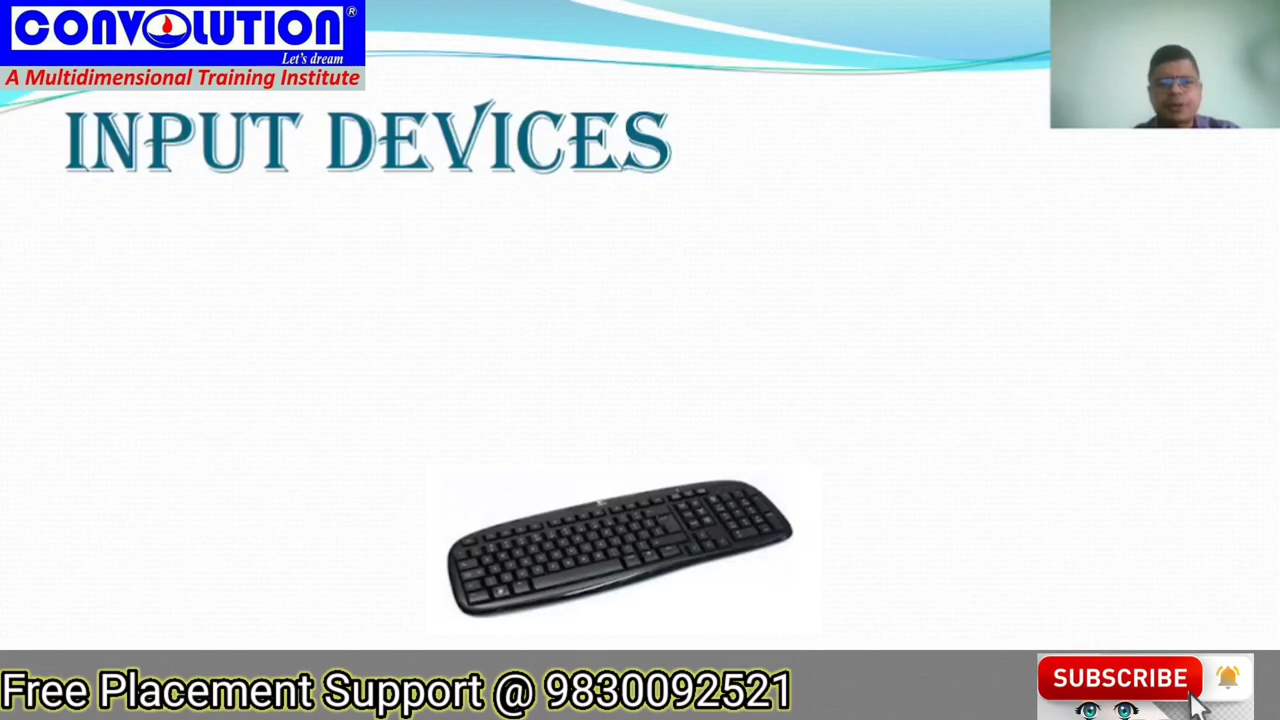 CONVOLUTION®
Let's dream
A Multidimensional Training Institute
INPUT DEVICES
Free Placement Support @ 9830092521
SUBSCRIBE